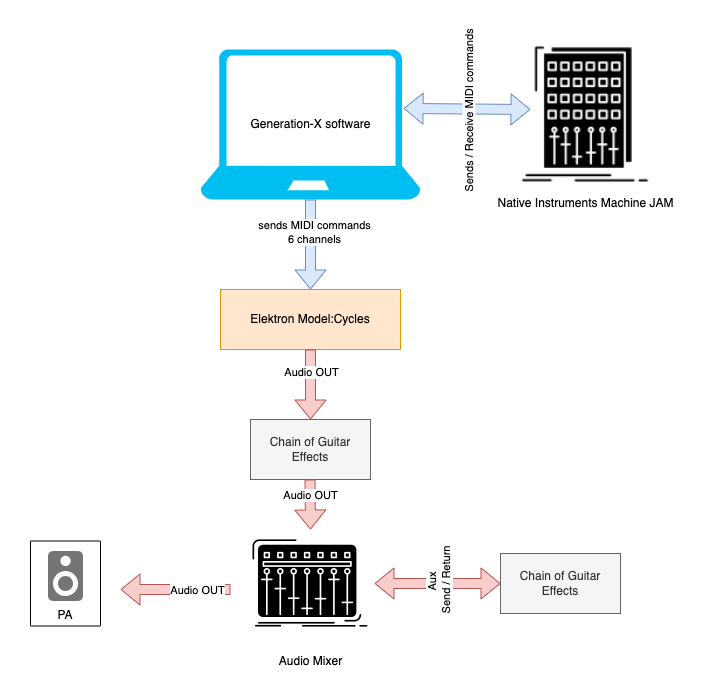 Generation-X software
Sends / Receive MIDI commands
Native Instruments Machine JAM
sends MIDI commands
6 channels
Elektron Model:Cycles
Audio OUT
Chain of Guitar
Effects
Audio OUT
PA
Audio OUT
Aux
Send / Return
Chain of Guitar
Effects
Audio Mixer